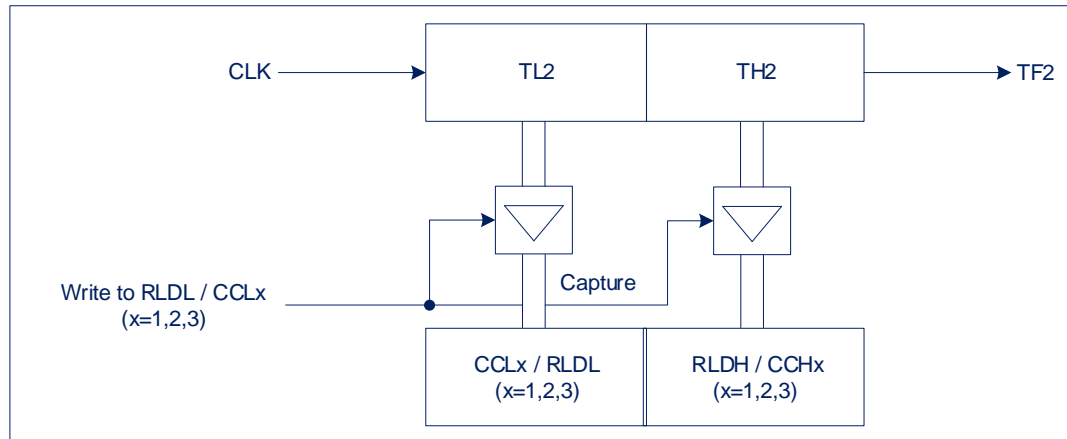 CLK
TL2
TH2
TF2
Capture
Write to RLDL / CCLx
(x=1,2,3)
CCLx / RLDL
(x=1,2,3)
RLDH / CCHx
(x=1,2,3)